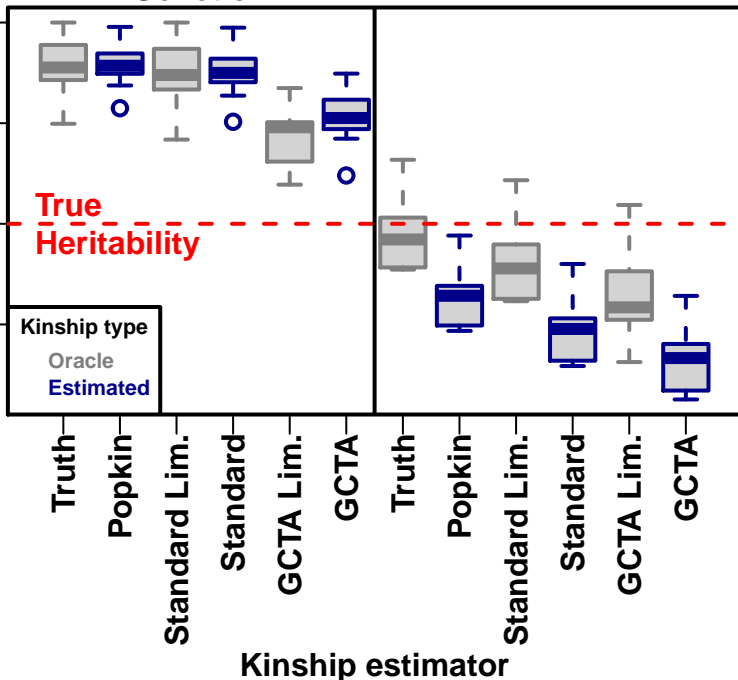 True
Heritability
Kinship type
Oracle
Estimated
Truth
Popkin
Standard Lim.
Standard
GCTA Lim.
GCTA
Truth
Popkin
Standard Lim.
Standard
GCTA Lim.
GCTA
Kinship estimator